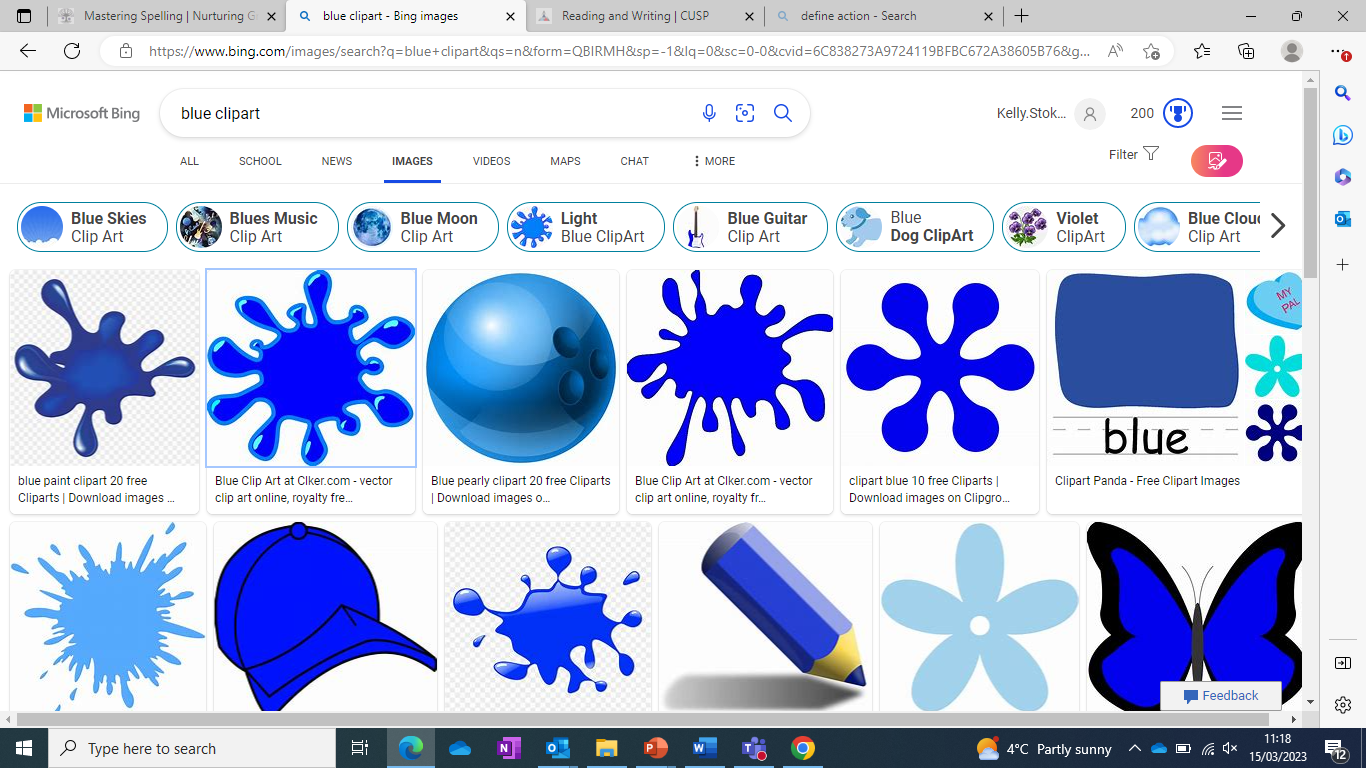 Mastering Spelling | Nurturing G
blue clipart - Bing images
Reading and Writing | CUSP
define action - Search
https://www.bing.com/images/search?q=blue+clipart&qs=n&form=QBIRMH&sp=-1&lq=0&sc=0-0&cvid=6C838273A9724119BFBC672A38605B76&g...
Microsoft Bing
blue clipart
Kelly.Stok...
200
ALL
SCHOOL
NEWS
IMAGES
VIDEOS
MAPS
CHAT
MORE
Filter
Blue Skies
Clip Art
Blues Music
Clip Art
Blue Moon
Clip Art
Light
Blue ClipArt
Blue Guitar
Clip Art
Blue
Dog ClipArt
Violet
ClipArt
Blue Clou
Clip Art
MY
PAL
blue
blue paint clipart 20 free
Cliparts | Download images ...
Blue Clip Art at Clker.com - vector
clip art online, royalty fre...
Blue pearly clipart 20 free Cliparts
| Download images o...
Blue Clip Art at Clker.com - vector
clip art online, royalty fr...
clipart blue 10 free Cliparts |
Download images on Clipgro...
Clipart Panda - Free Clipart Images
Feedback
Type here to search
4°C Partly sunny
11:18
15/03/2023
12